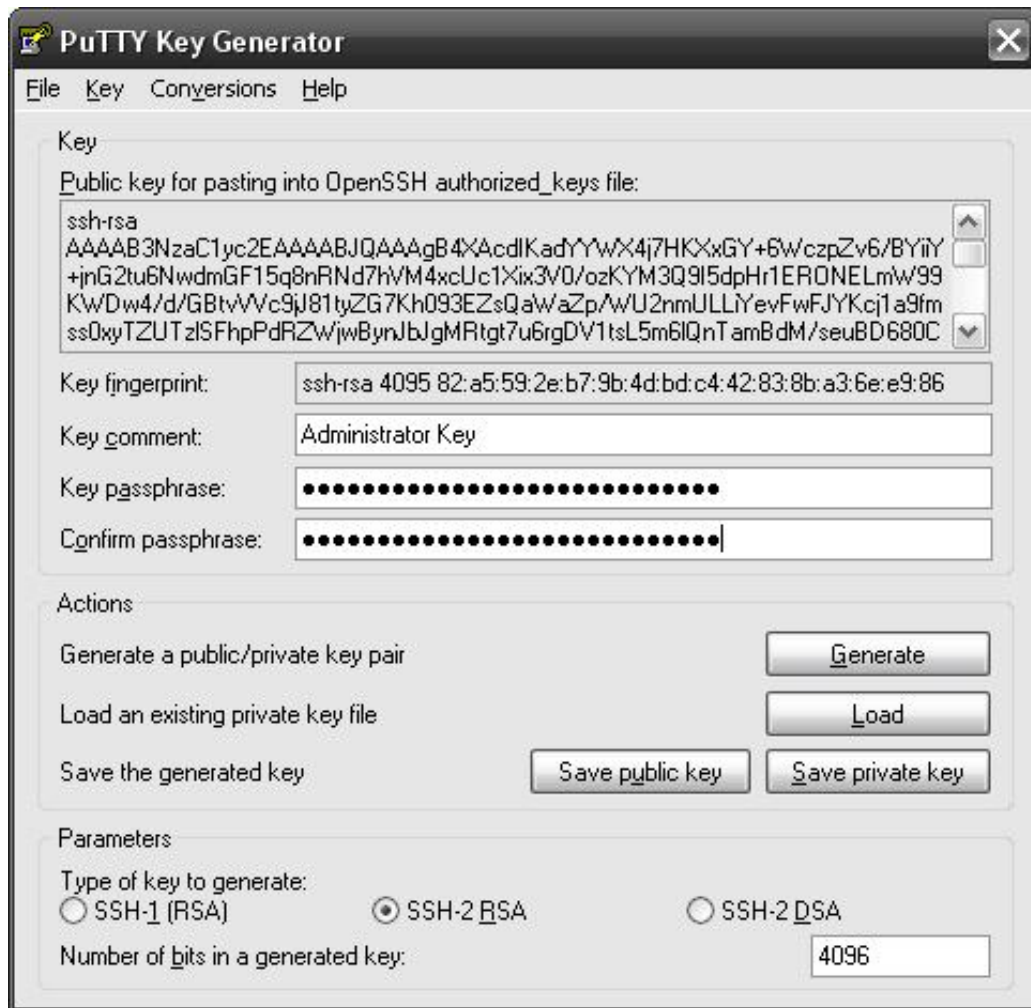 PuTTY Key Generator
File Key Conversions Help
Key
Public key for pasting into OpenSSH authorized_keys file:
ssh-rsa
AAAAB3NzaC1yc2EAAAABJQAAAgB4XAcdIKadYYWX4j7HKXxGY+6WczpZv6/BYiiY
+jnG2tu6NwdmGF15q8nRNd7hVM4xcUc1Xix3V0/ozKYM3Q9I5dpHr1ERONELmW99
KWDw4/d/GBtvVVc9jJ81tyZG7Kh093EZsQaWaZp/WU2nmULLiYevFwFJYKcj1a9fm
ss0xyTZUTzlSFhpPdRZWjwBynJbJgMRtgt7u6rgDV1tsL5m6lQnTamBdM/seuBD680C
Key fingerprint: ssh-rsa 4095 82:a5:59:2e:b7:9b:4d:bd:c4:42:83:8b:a3:6e:e9:86
Key comment: Administrator Key
Key passphrase:
Confirm passphrase:
Actions
Generate a public/private key pair Generate
Load an existing private key file Load
Save the generated key Save public key Save private key
Parameters
Type of key to generate:
SSH-1 (RSA) SSH-2 RSA SSH-2 DSA
Number of bits in a generated key: 4096